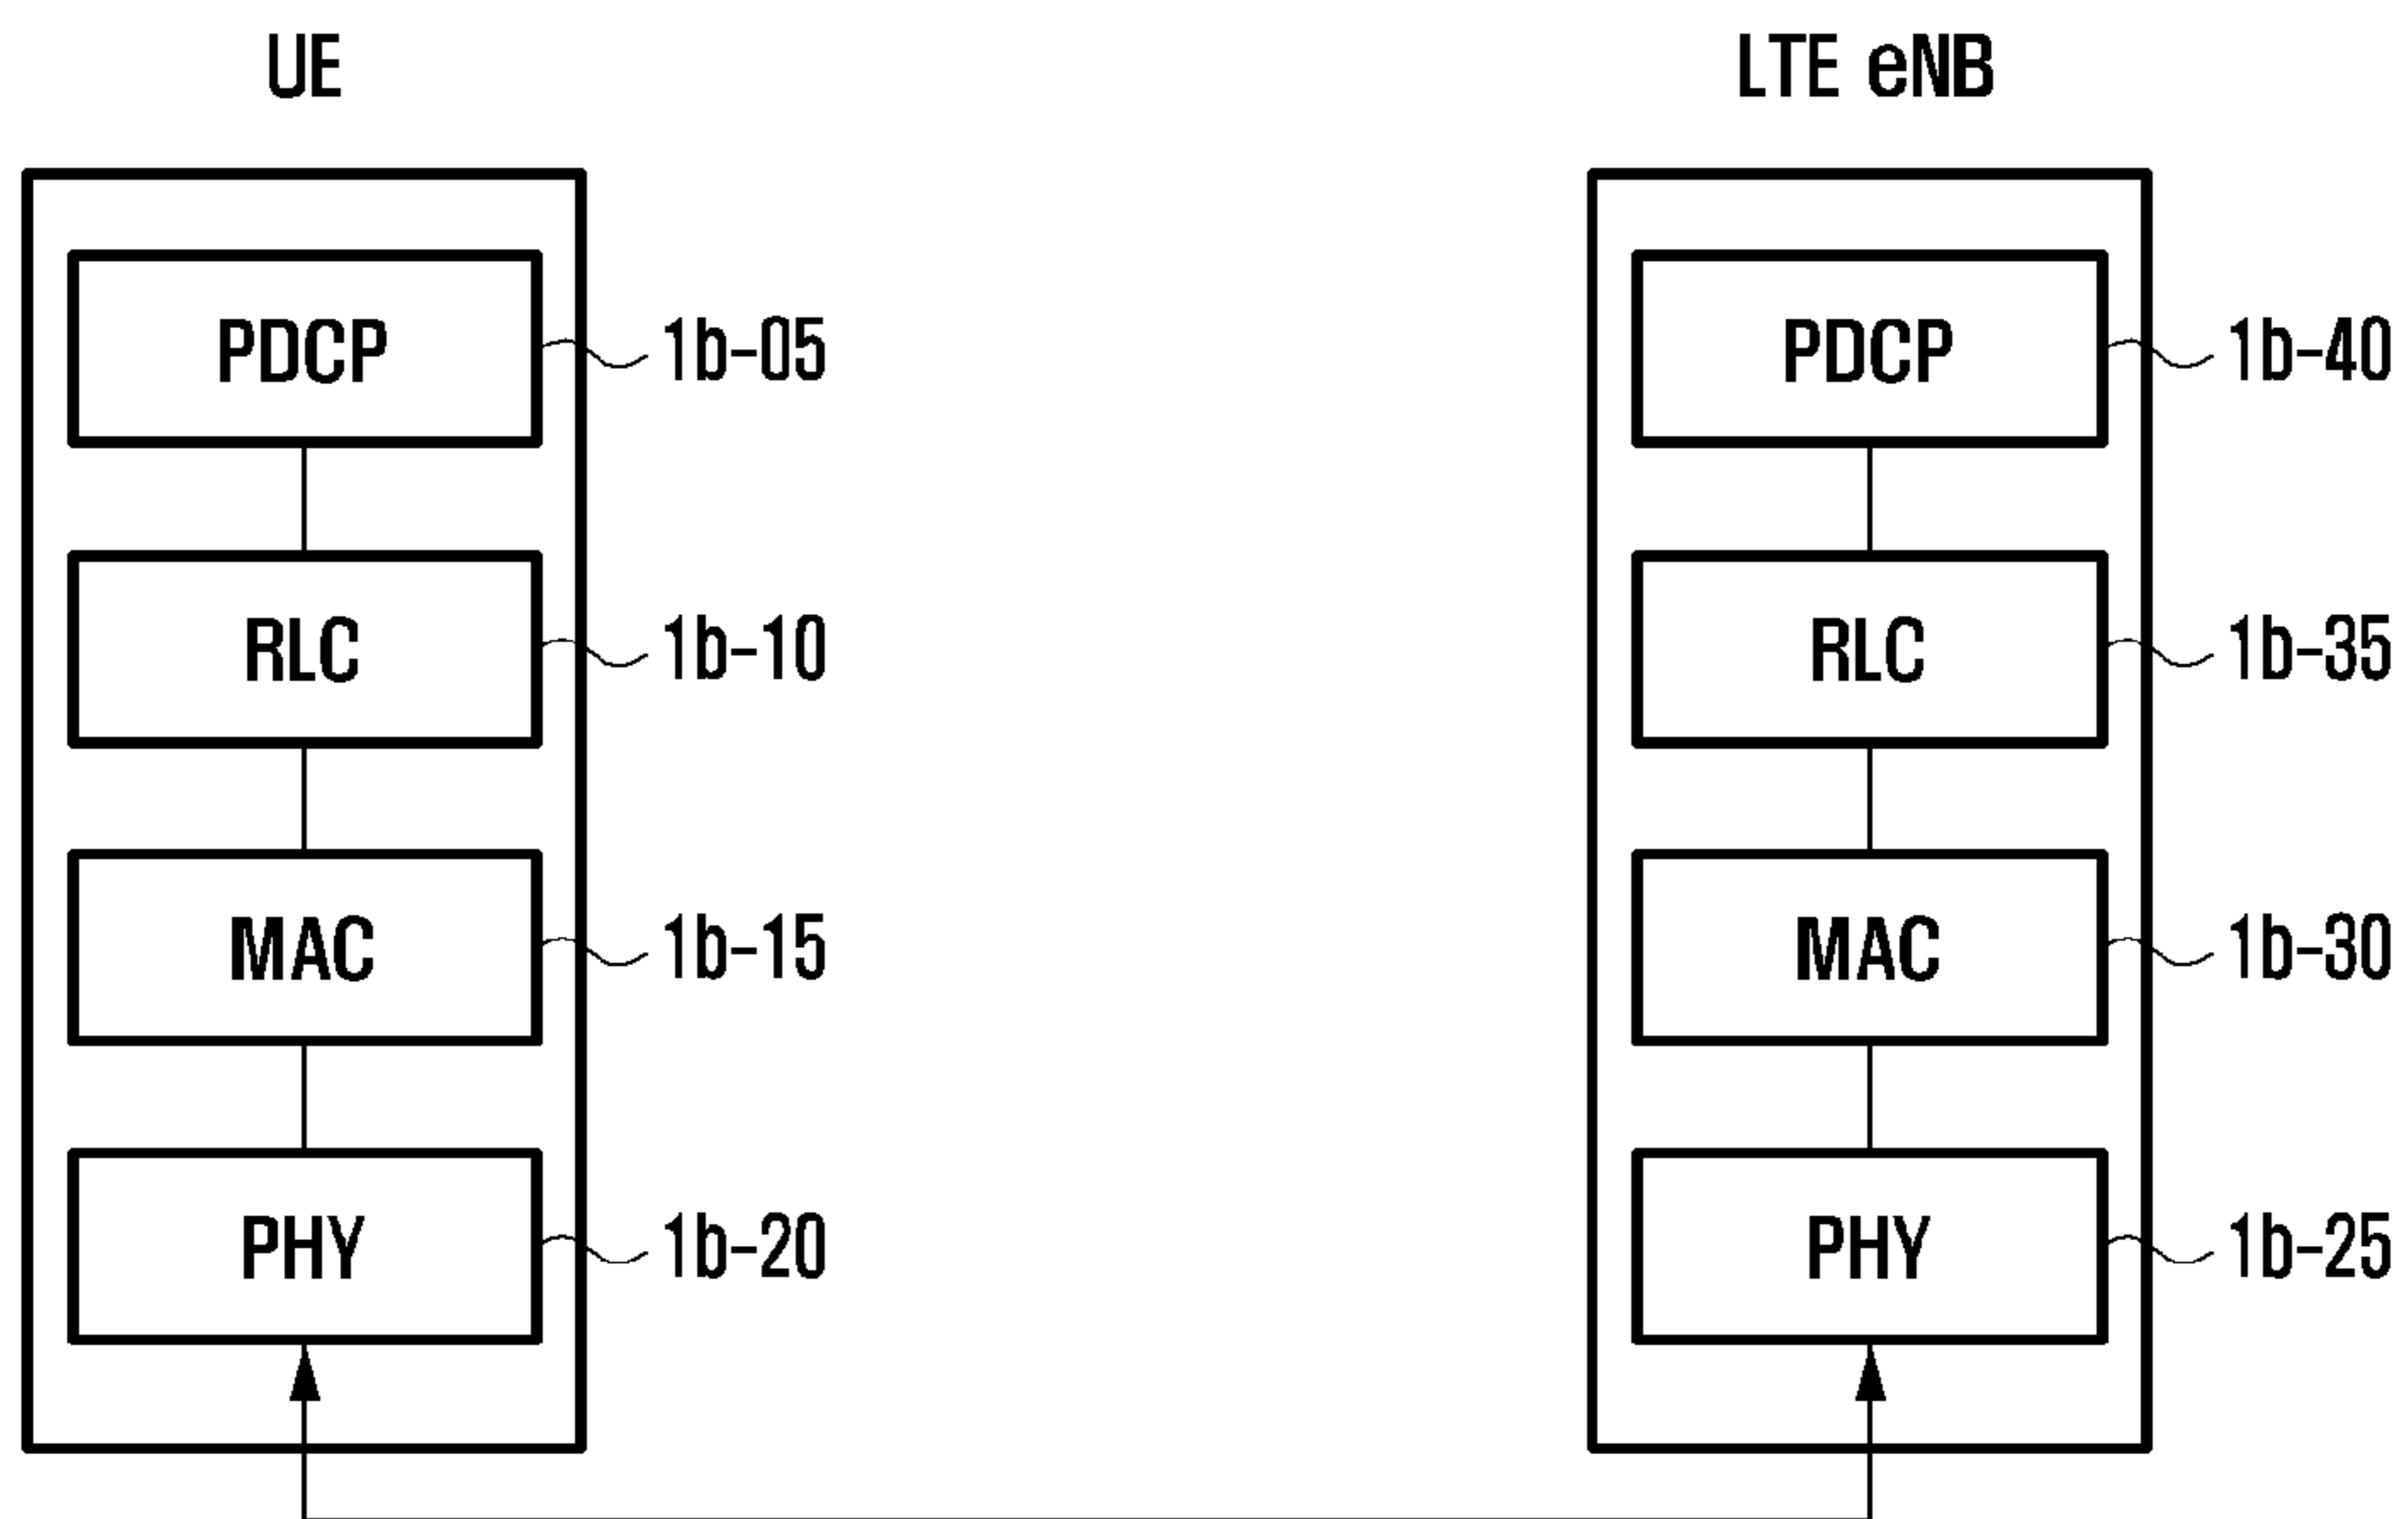 UE
LTE eNB
PDCP
1b-05
PDCP
1b-40
RLC
1b-10
RLC
1b-35
MAC
1b-15
MAC
1b-30
PHY
1b-20
PHY
1b-25